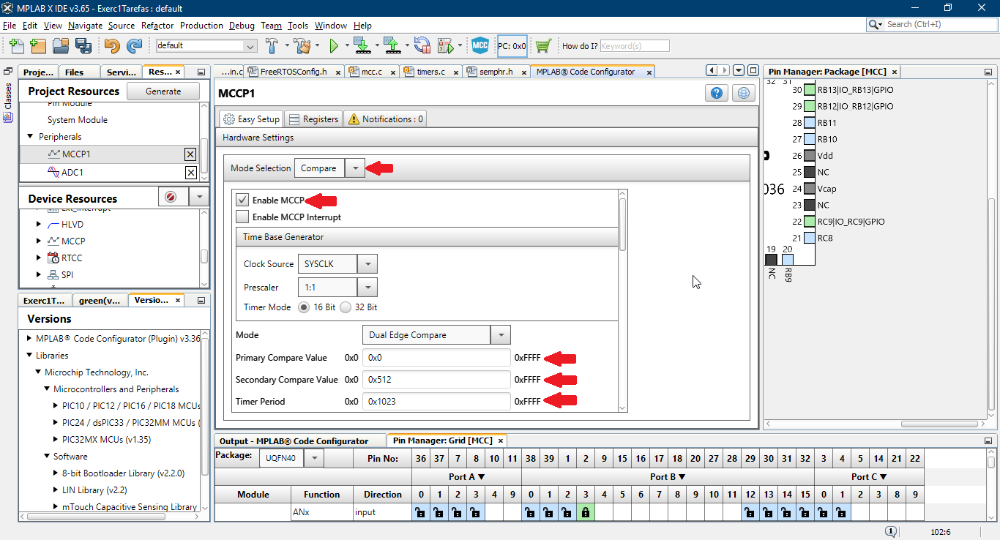 MPLAB X IDE v3.65 - Exerc1Tarefas : default
File Edit View Navigate Source Refactor Production Debug Team Tools Window Help
Search (Ctrl+I)
default
MCC
PC: 0x0
How do I?
Keyword(s)
Classes
Proje... Files Servi... Res... ×
Project Resources
Generate
Pin Module
System Module
Peripherals
MCCP1
ADC1
Device Resources
Ext_Interrupt
HLVD
MCCP
RTCC
SPI
Exerc1T... green(v... Versio... ×
Versions
MPLAB® Code Configurator (Plugin) v3.36
Libraries
Microchip Technology, Inc.
Microcontrollers and Peripherals
PIC10 / PIC12 / PIC16 / PIC18 MCUs
PIC24 / dsPIC33 / PIC32MM MCUs (
PIC32MX MCUs (v1.35)
Software
8-bit Bootloader Library (v2.2.0)
LIN Library (v2.2)
mTouch Capacitive Sensing Library
...in.c FreeRTOSConfig.h × mcc.c × timers.c × semphr.h × MPLAB® Code Configurator ×
MCCP1
Easy Setup Registers Notifications : 0
Hardware Settings
Mode Selection Compare
Enable MCCP
Enable MCCP Interrupt
Time Base Generator
Clock Source SYSCLK
Prescaler 1:1
Timer Mode 16 Bit 32 Bit
Mode Dual Edge Compare
Primary Compare Value 0x0 0x0 0xFFFF
Secondary Compare Value 0x0 0x512 0xFFFF
Timer Period 0x0 0x1023 0xFFFF
Pin Manager: Package [MCC] ×
32 31
30 RB13|IO_RB13|GPIO
29 RB12|IO_RB12|GPIO
28 RB11
27 RB10
26 Vdd
25 NC
036
24 Vcap
23 NC
22 RC9|IO_RC9|GPIO
21 RC8
19 20
NC RB9
Output - MPLAB® Code Configurator Pin Manager: Grid [MCC] ×
Package: UQFN40 Pin No: 36 37 7 8 10 11 38 39 1 2 9 15 16 17 18 20 27 28 29 30 31 32 3 4 5 14 21 22
Port A ▼ Port B ▼ Port C ▼
Module Function Direction 0 1 2 3 4 9 0 1 2 3 4 5 6 7 8 9 10 11 12 13 14 15 0 1 2 3 8 9
ANx input
1
102:6